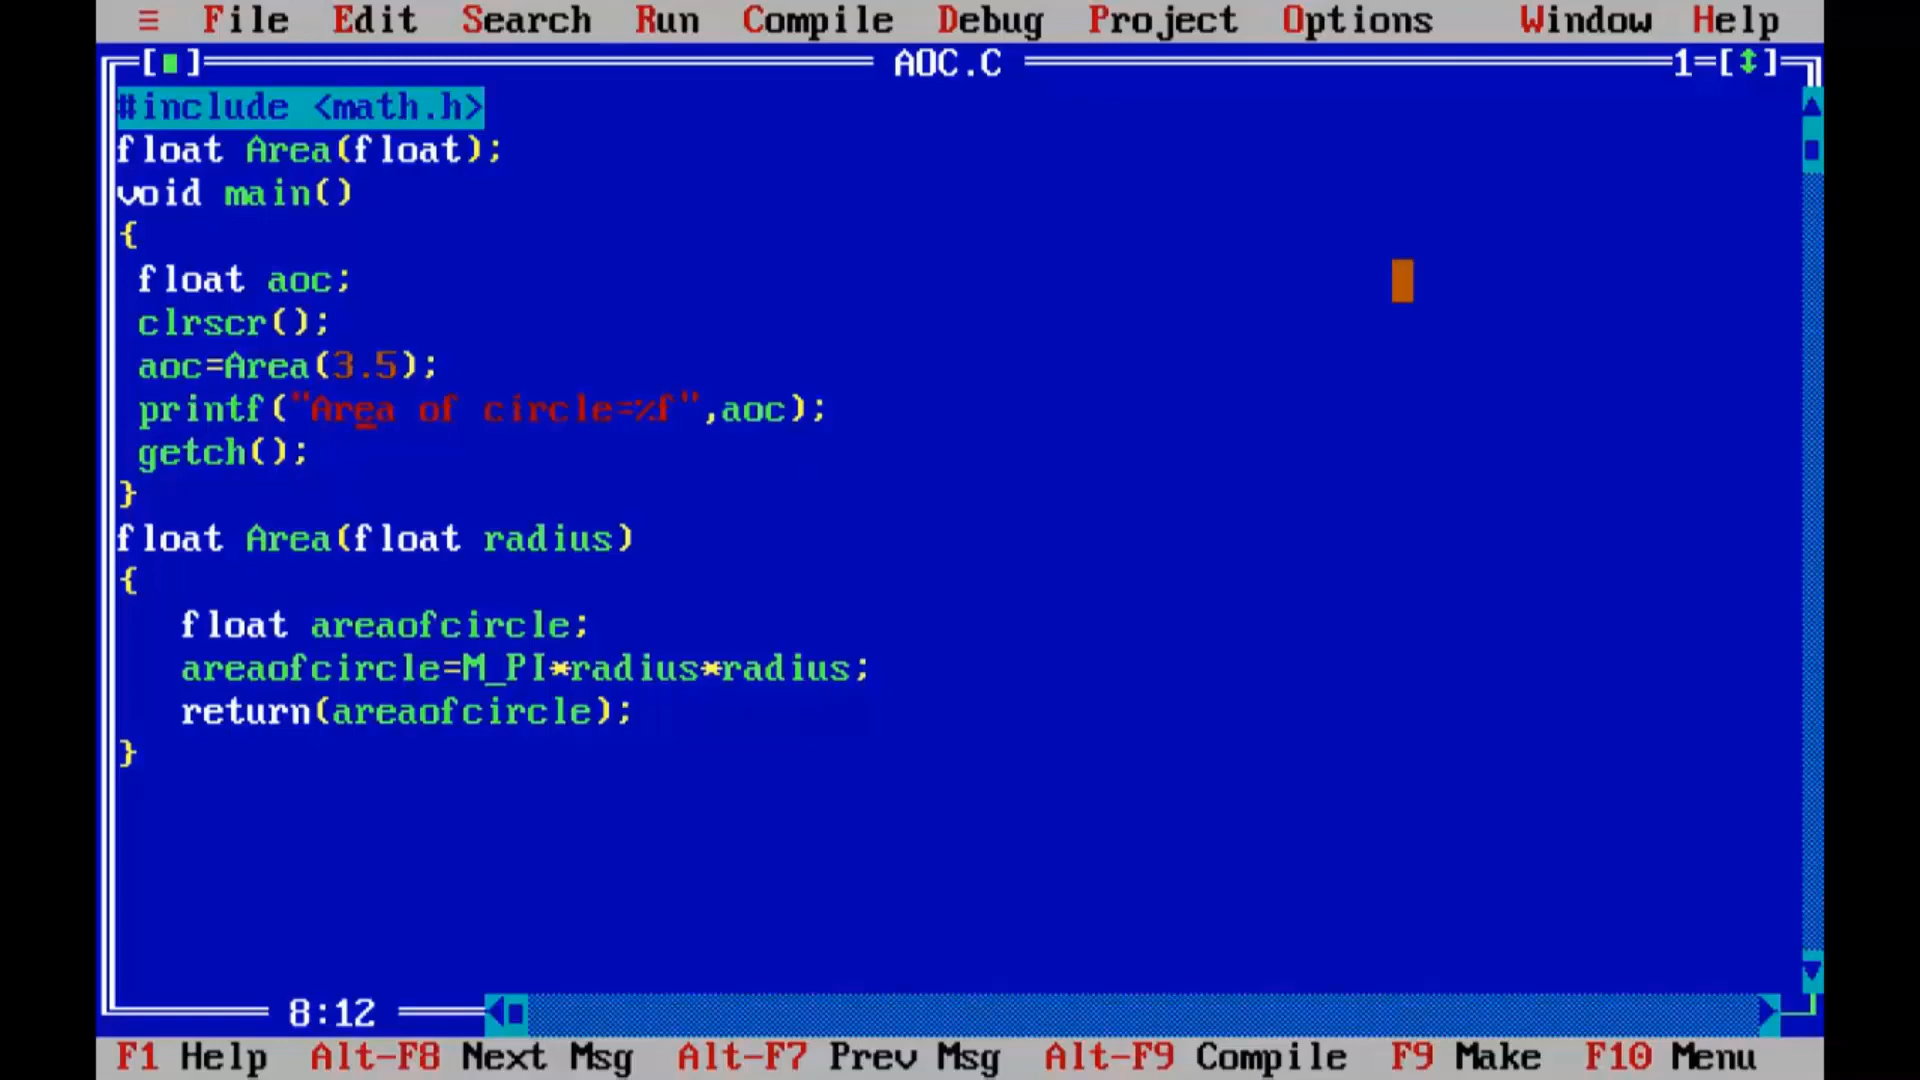 ≡ File Edit Search Run Compile Debug Project Options Window Help
[■] AOC.C 1=[↕]
#include <math.h>
float Area(float);
void main()
{
float aoc;
clrscr();
aoc=Area(3.5);
printf("Area of circle=%f",aoc);
getch();
}
float Area(float radius)
{
float areaofcircle;
areaofcircle=M_PI*radius*radius;
return(areaofcircle);
}
8:12
F1 Help Alt-F8 Next Msg Alt-F7 Prev Msg Alt-F9 Compile F9 Make F10 Menu